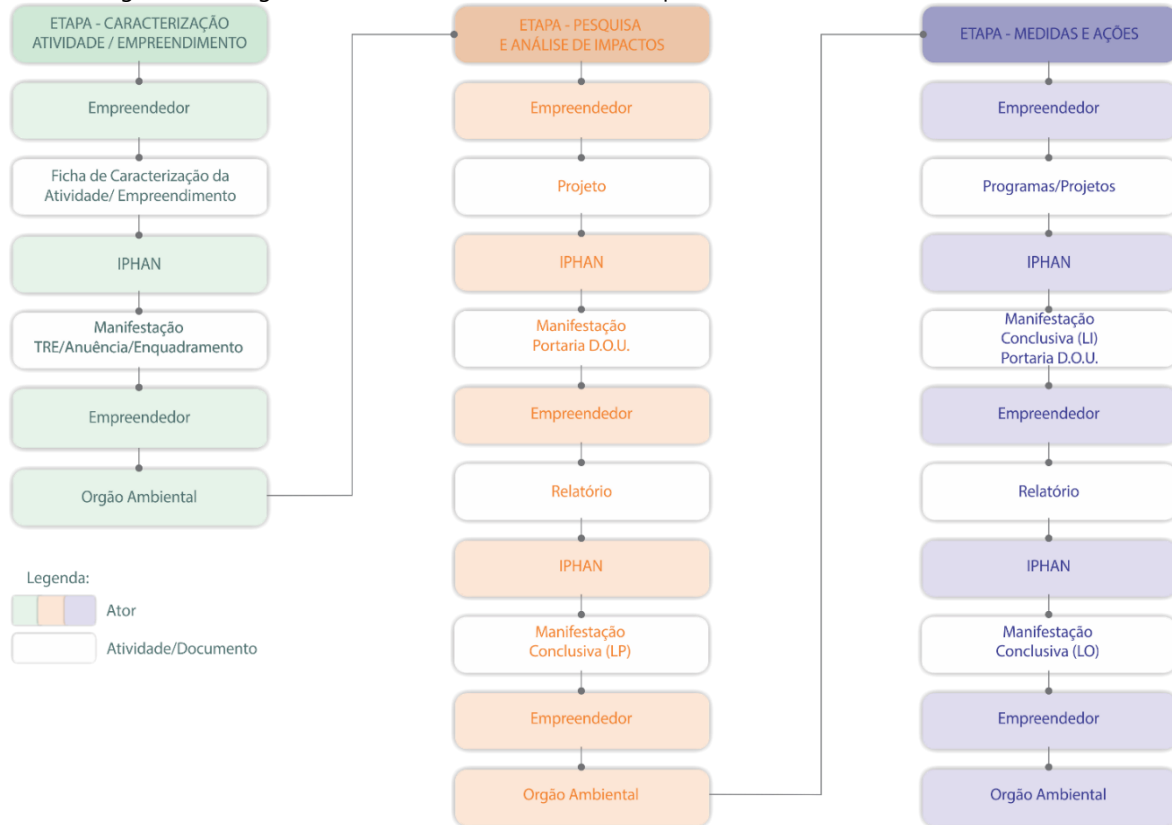 ETAPA - CARACTERIZAÇÃO
ATIVIDADE / EMPREENDIMENTO
Empreendedor
Ficha de Caracterização da
Atividade/ Empreendimento
IPHAN
Manifestação
TRE/Anuência/Enquadramento
Empreendedor
Orgão Ambiental
Legenda:
Ator
Atividade/Documento
ETAPA - PESQUISA
E ANÁLISE DE IMPACTOS
Empreendedor
Projeto
IPHAN
Manifestação
Portaria D.O.U.
Empreendedor
Relatório
IPHAN
Manifestação
Conclusiva (LP)
Empreendedor
Orgão Ambiental
ETAPA - MEDIDAS E AÇÕES
Empreendedor
Programas/Projetos
IPHAN
Manifestação
Conclusiva (LI)
Portaria D.O.U.
Empreendedor
Relatório
IPHAN
Manifestação
Conclusiva (LO)
Empreendedor
Orgão Ambiental